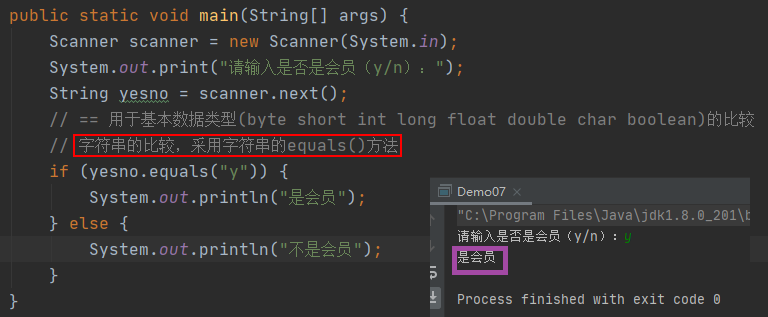 public static void main(String[] args) {
Scanner scanner = new Scanner(System.in);
System.out.print("请输入是否是会员（y/n）：");
String yesno = scanner.next();
// == 用于基本数据类型(byte short int long float double char boolean)的比较
// 字符串的比较，采用字符串的equals()方法
if (yesno.equals("y")) {
System.out.println("是会员");
} else {
System.out.println("不是会员");
}
}
Demo07 ×
"C:\Program Files\Java\jdk1.8.0_201\b
请输入是否是会员（y/n）：y
是会员
Process finished with exit code 0